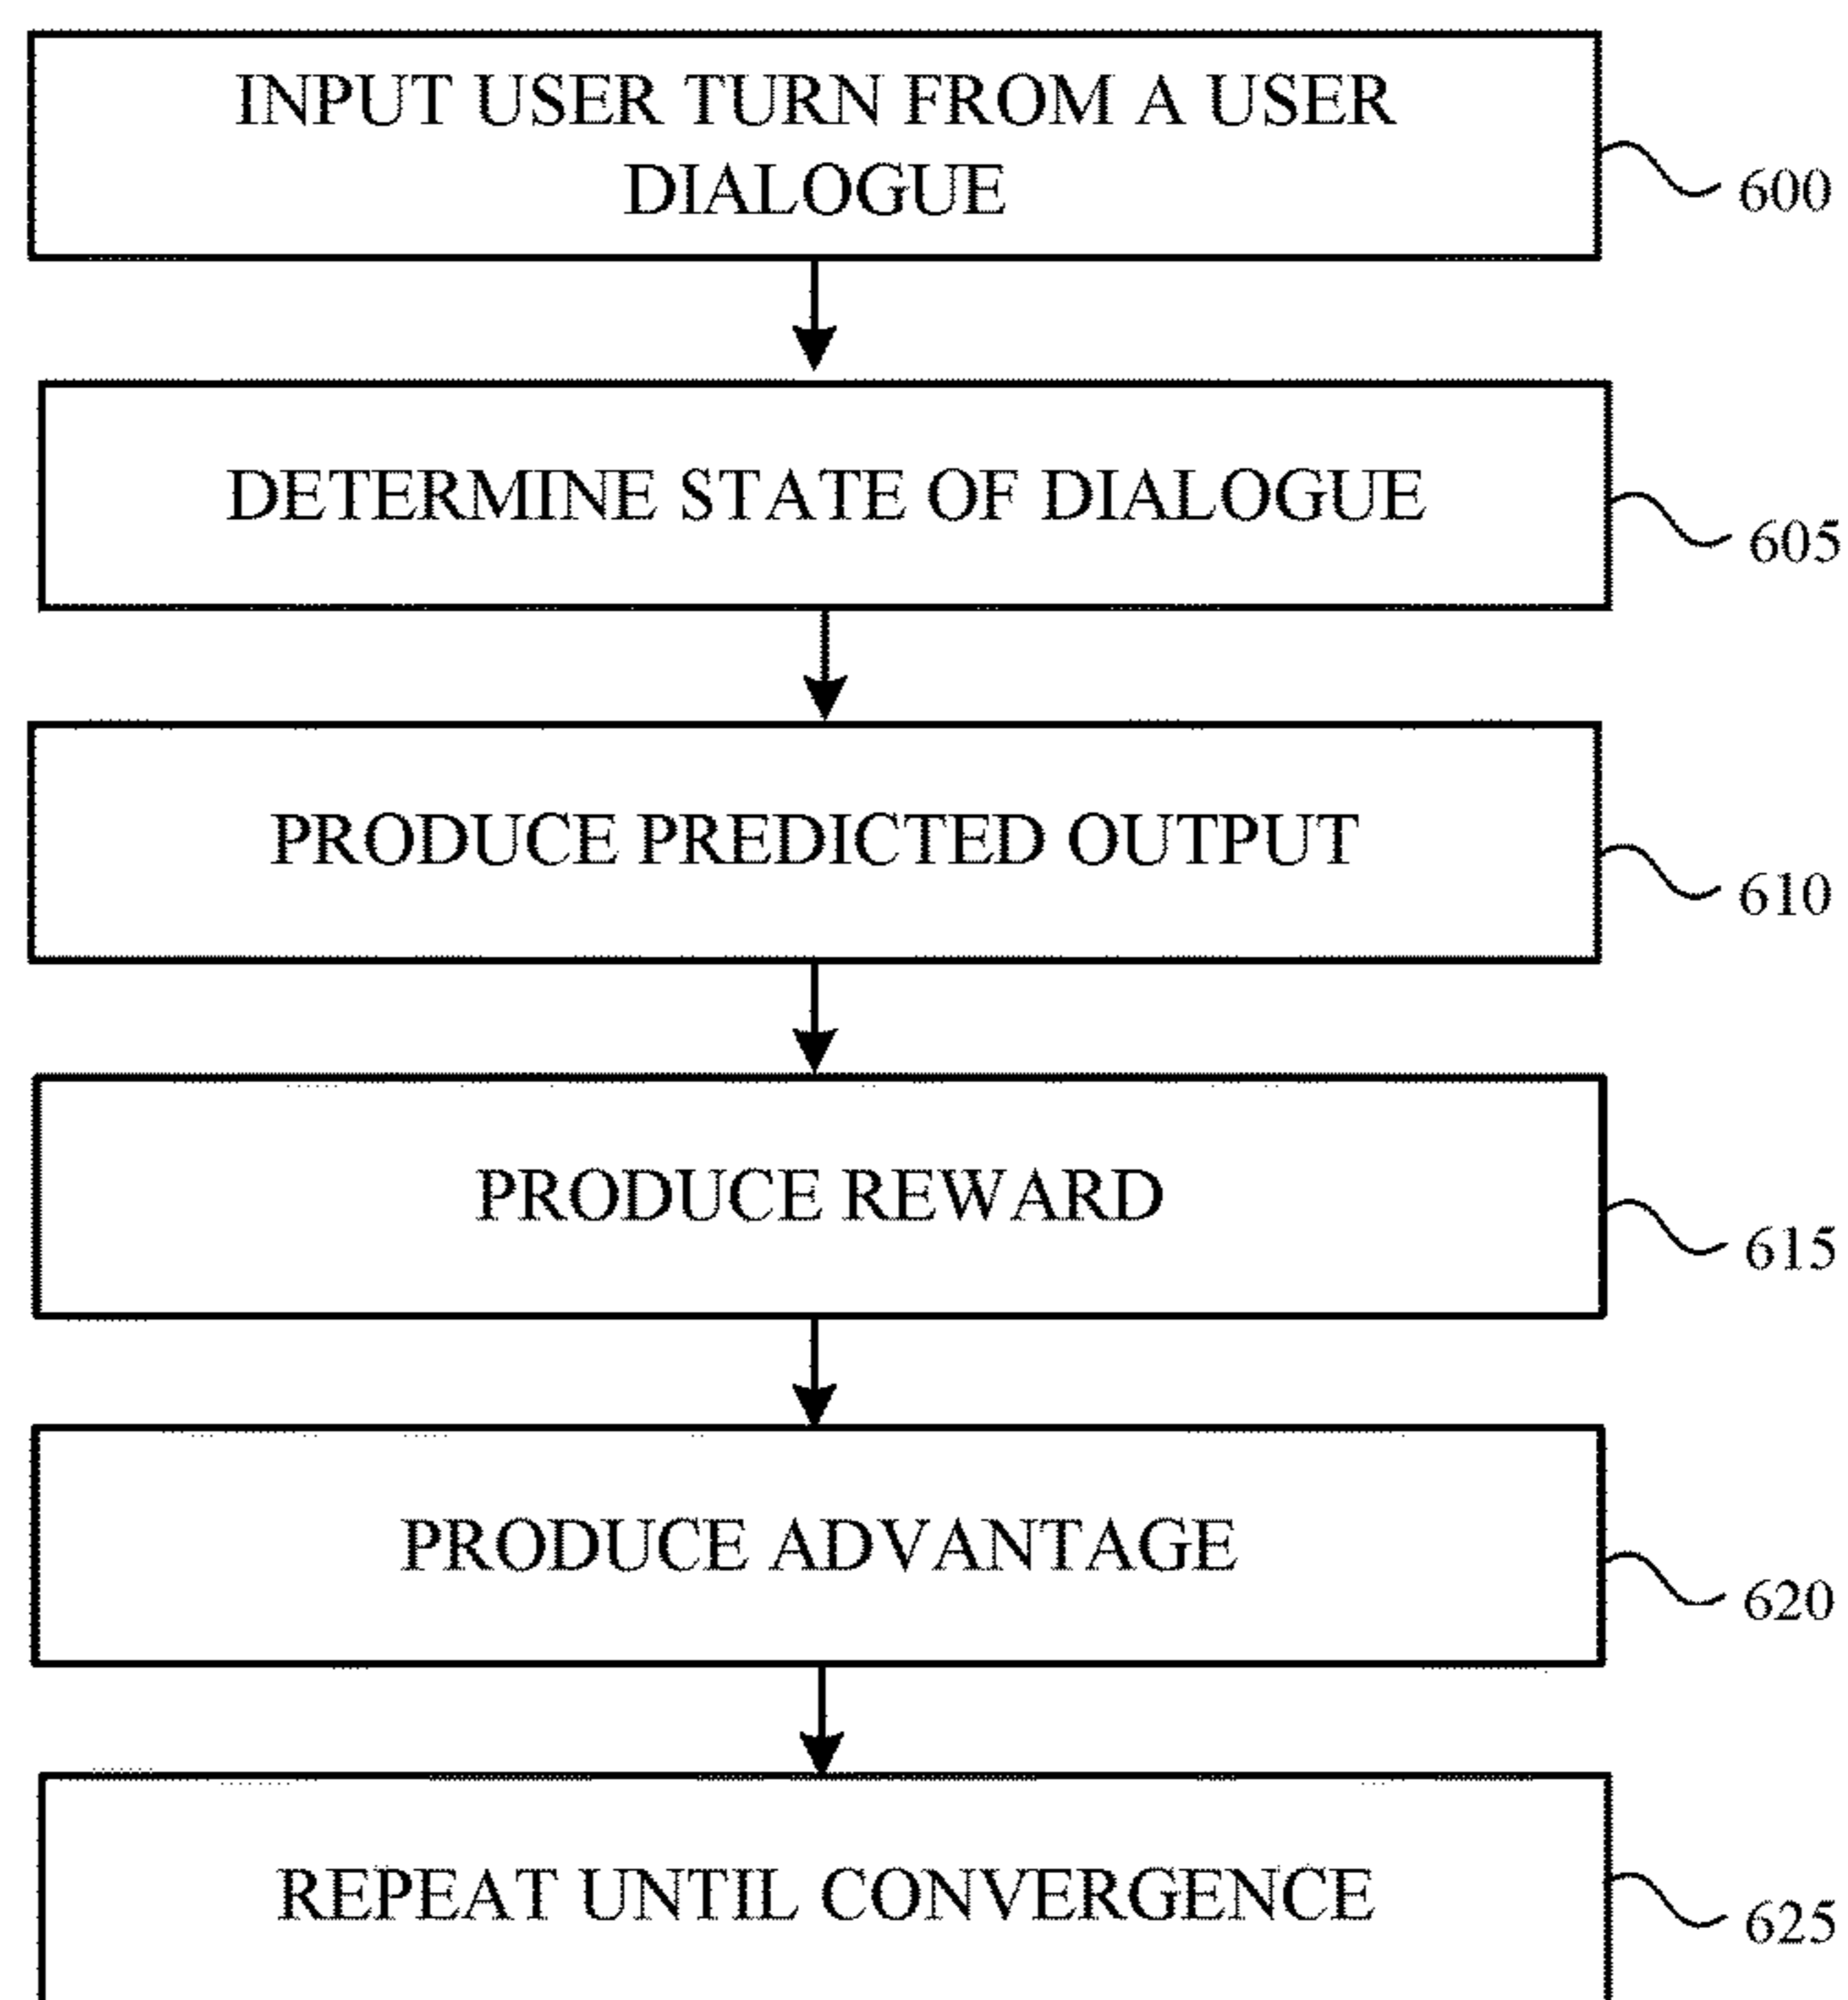 INPUT USER TURN FROM A USER
DIALOGUE
600
DETERMINE STATE OF DIALOGUE
605
PRODUCE PREDICTED OUTPUT
610
PRODUCE REWARD
615
PRODUCE ADVANTAGE
620
REPEAT UNTIL CONVERGENCE
625